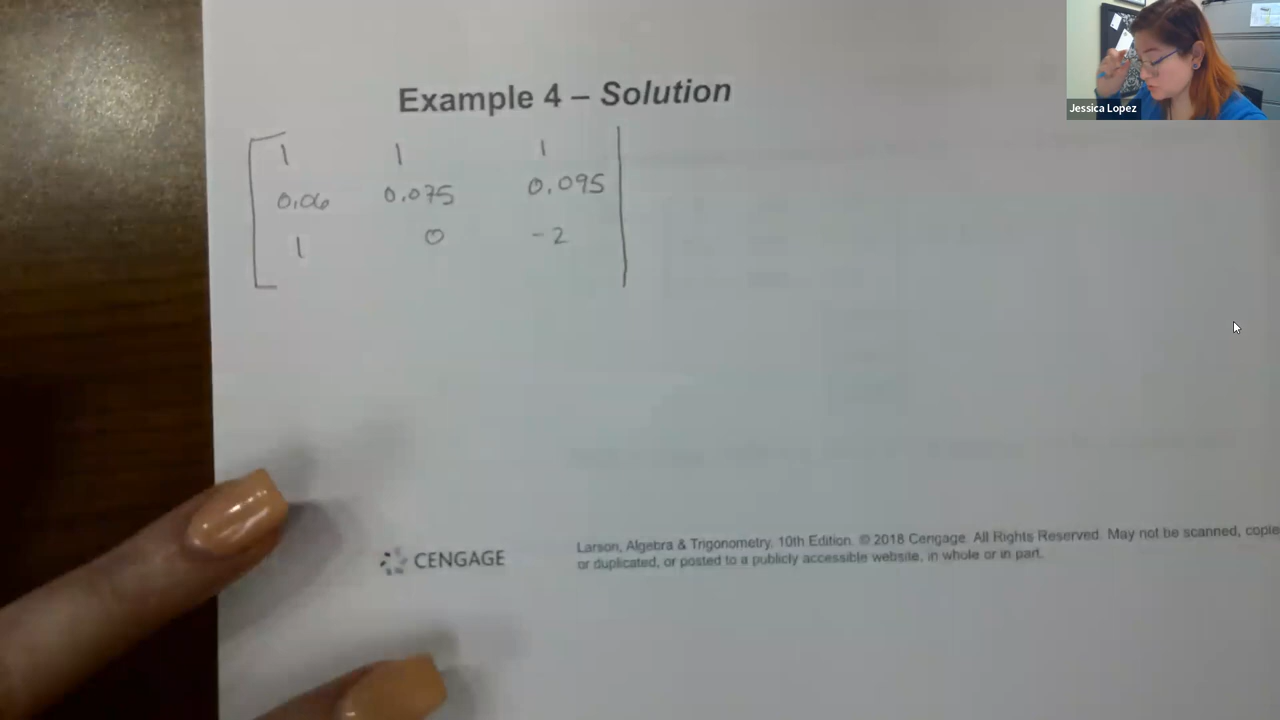 Jessica Lopez
Example 4 – Solution
1 1 1
0.06 0.075 0.095
1 0 -2
CENGAGE
Larson, Algebra & Trigonometry, 10th Edition. © 2018 Cengage. All Rights Reserved. May not be scanned, copie
or duplicated, or posted to a publicly accessible website, in whole or in part.